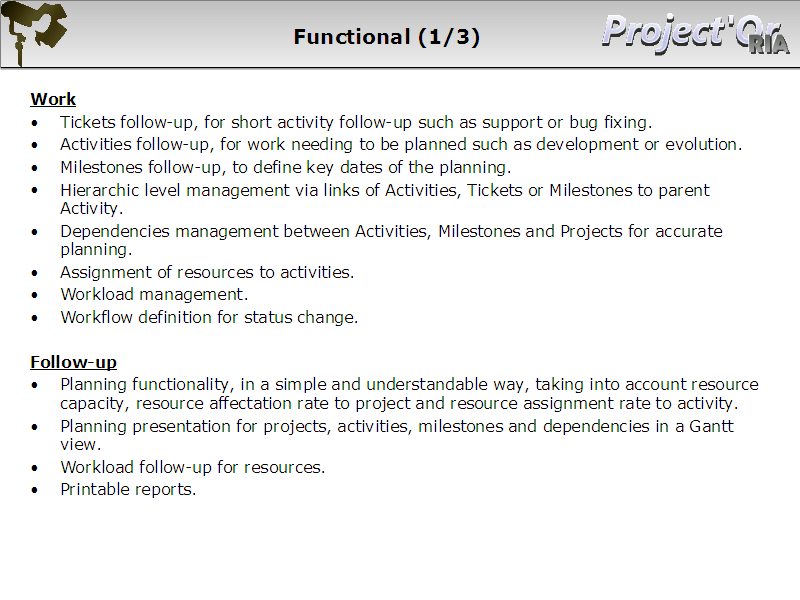 Functional (1/3)
Project'Or
RIA
Work
• Tickets follow-up, for short activity follow-up such as support or bug fixing.
• Activities follow-up, for work needing to be planned such as development or evolution.
• Milestones follow-up, to define key dates of the planning.
• Hierarchic level management via links of Activities, Tickets or Milestones to parent
Activity.
• Dependencies management between Activities, Milestones and Projects for accurate
planning.
• Assignment of resources to activities.
• Workload management.
• Workflow definition for status change.
Follow-up
• Planning functionality, in a simple and understandable way, taking into account resource
capacity, resource affectation rate to project and resource assignment rate to activity.
• Planning presentation for projects, activities, milestones and dependencies in a Gantt
view.
• Workload follow-up for resources.
• Printable reports.